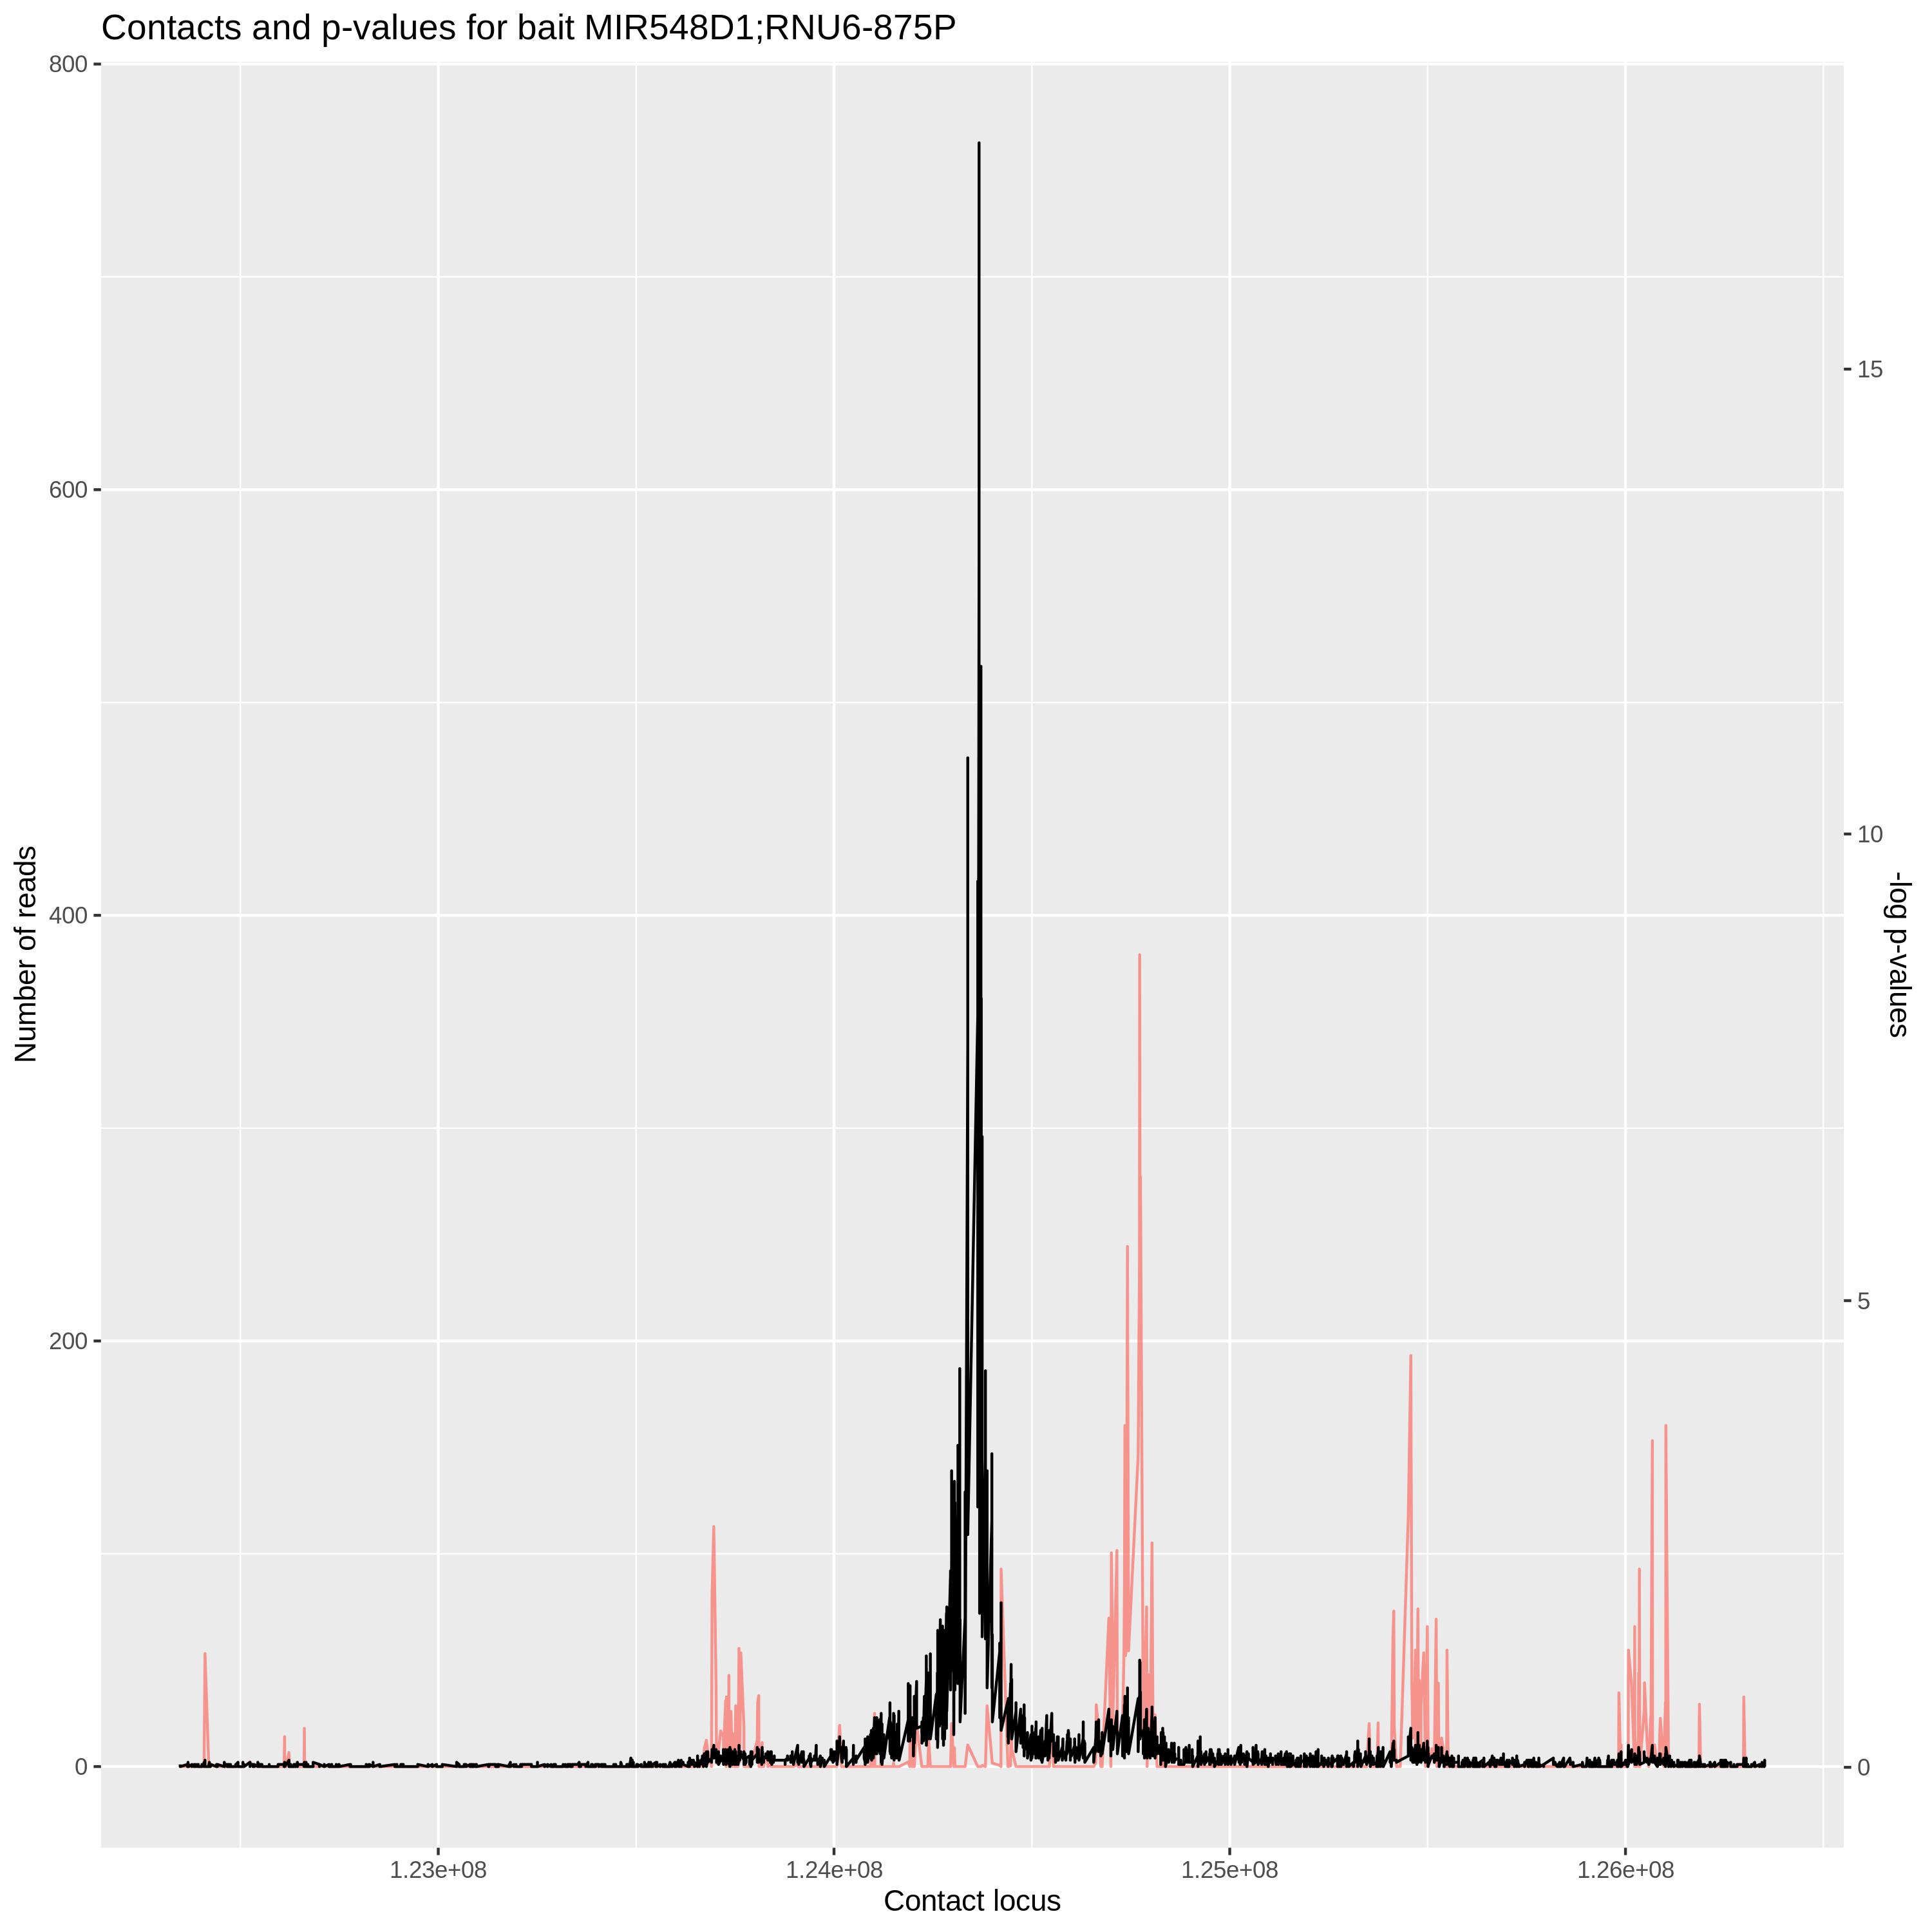 Contacts and p-values for bait MIR548D1;RNU6-875P
800
600
400
200
0
Number of reads
15
10
5
0
-log p-values
1.23e+08
1.24e+08
1.25e+08
1.26e+08
Contact locus